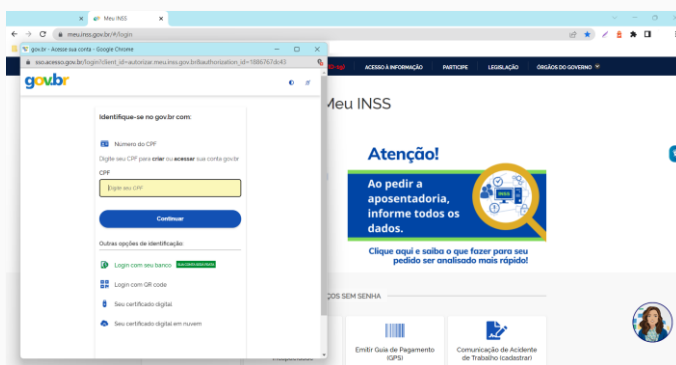 Meu INSS
meu.inss.gov.br/#/login
gov.br - Acesse sua conta - Google Chrome
sso.acesso.gov.br/login?client_id=autorizar.meu.inss.gov.br&authorization_id=1886767dc43
gov.br
ACESSO À INFORMAÇÃO
PARTICIPE
LEGISLAÇÃO
ÓRGÃOS DO GOVERNO
Identifique-se no gov.br com:
Número do CPF
Digite seu CPF para criar ou acessar sua conta gov.br
CPF
Digite seu CPF
Continuar
Outras opções de identificação:
Login com seu banco
Login com QR code
Seu certificado digital
Seu certificado digital em nuvem
Meu INSS
Atenção!
Ao pedir a
aposentadoria,
informe todos os
dados.
INSS
Clique aqui e saiba o que fazer para seu
pedido ser analisado mais rápido!
OS SEM SENHA
Emitir Guia de Pagamento
(GPS)
Comunicação de Acidente
de Trabalho (cadastrar)